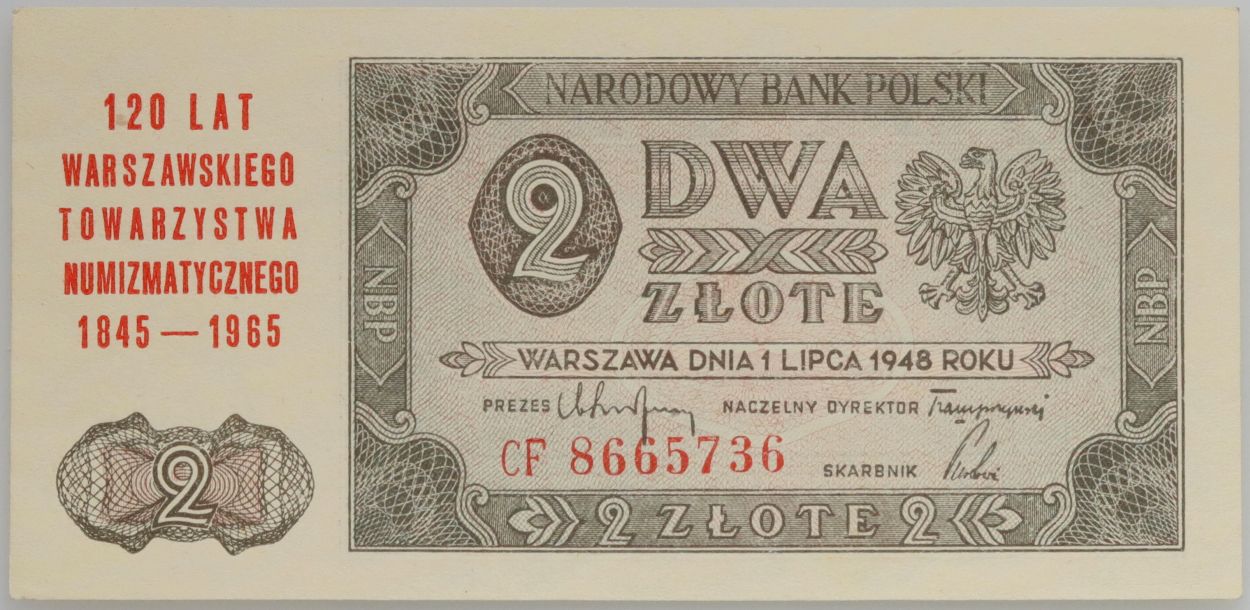 120 LAT
WARSZAWSKIEGO
TOWARZYSTWA
NUMIZMATYCZNEGO
1845 — 1965
2
NARODOWY BANK POLSKI
2
DWA
ZŁOTE
NBP
NBP
WARSZAWA DNIA 1 LIPCA 1948 ROKU
PREZES NACZELNY DYREKTOR
CF 8665736
SKARBNIK
2 ZŁOTE 2